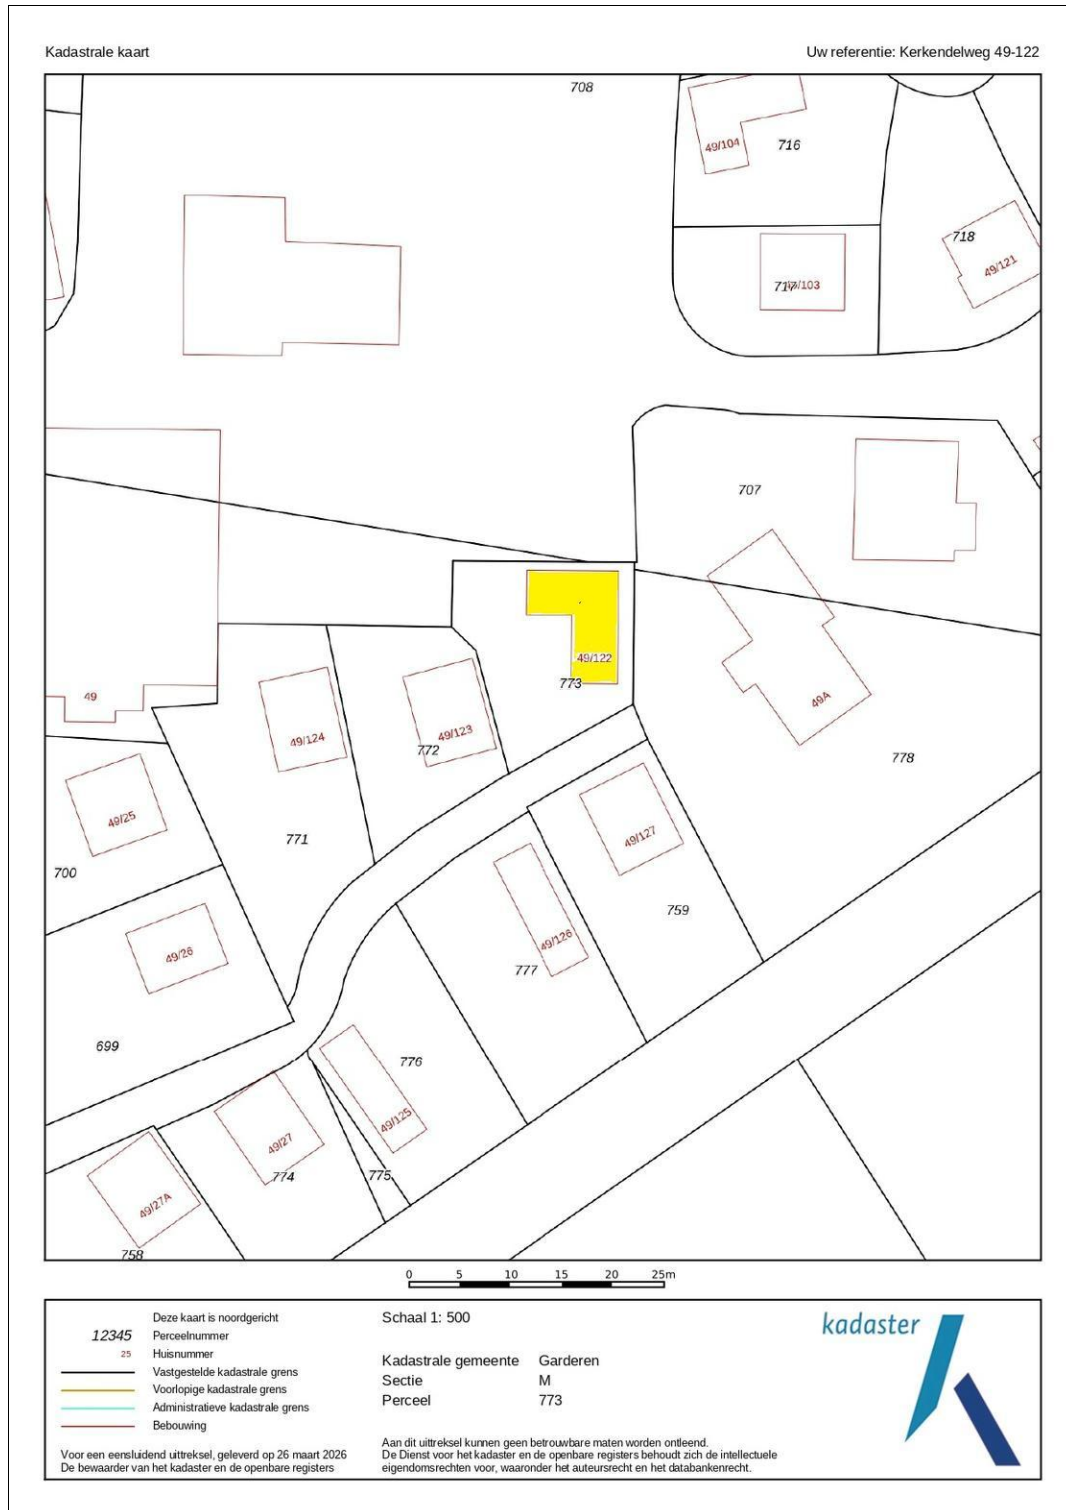 Kadastrale kaart
Uw referentie: Kerkendelweg 49-122
708
49/104
716
718
49/121
717
49/103
707
49/122
773
49
49/124
49/123
772
49A
778
49/25
771
49/127
700
759
49/26
49/126
777
699
776
49/125
49/27
774
775
49/27A
758
0 5 10 15 20 25m
Deze kaart is noordgericht
12345 Perceelnummer
25 Huisnummer
Vastgestelde kadastrale grens
Voorlopige kadastrale grens
Administratieve kadastrale grens
Bebouwing
Voor een eensluidend uittreksel, geleverd op 26 maart 2026
De bewaarder van het kadaster en de openbare registers
Schaal 1: 500
Kadastrale gemeente Garderen
Sectie M
Perceel 773
Aan dit uittreksel kunnen geen betrouwbare maten worden ontleend.
De Dienst voor het kadaster en de openbare registers behoudt zich de intellectuele
eigendomsrechten voor, waaronder het auteursrecht en het databankenrecht.
kadaster